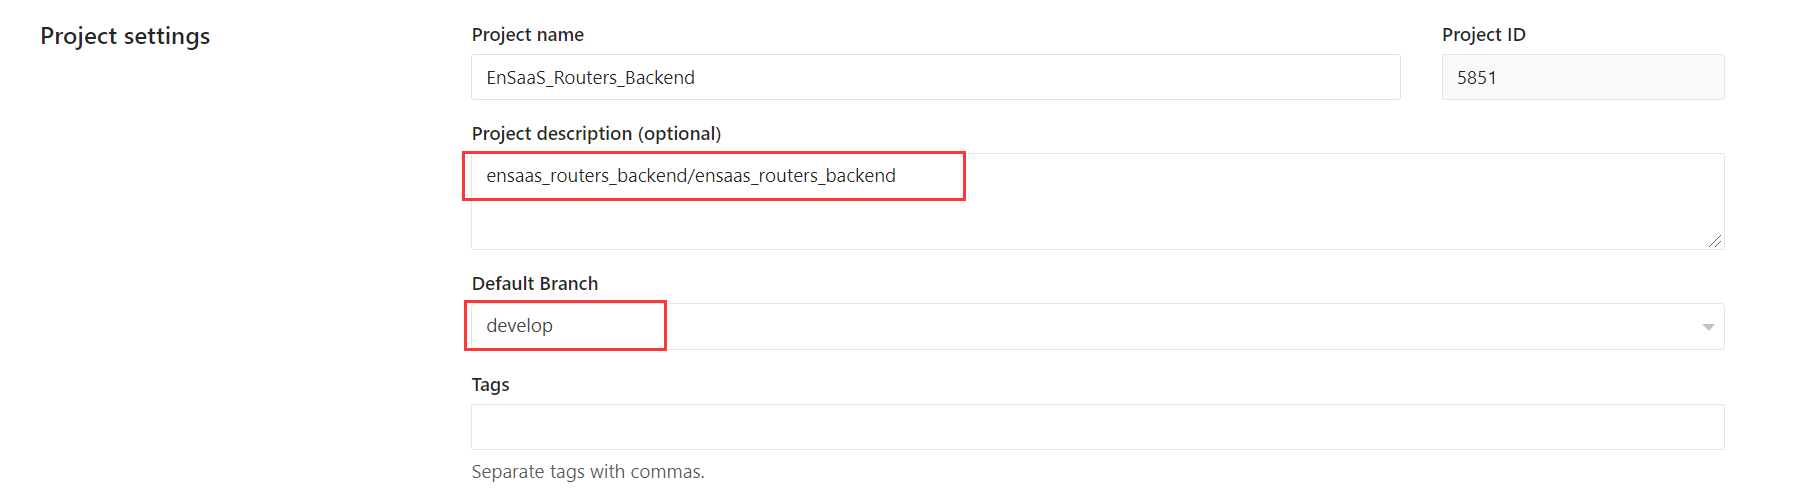 Project settings
Project name
Project ID
EnSaaS_Routers_Backend
5851
Project description (optional)
ensaas_routers_backend/ensaas_routers_backend
Default Branch
develop
Tags
Separate tags with commas.